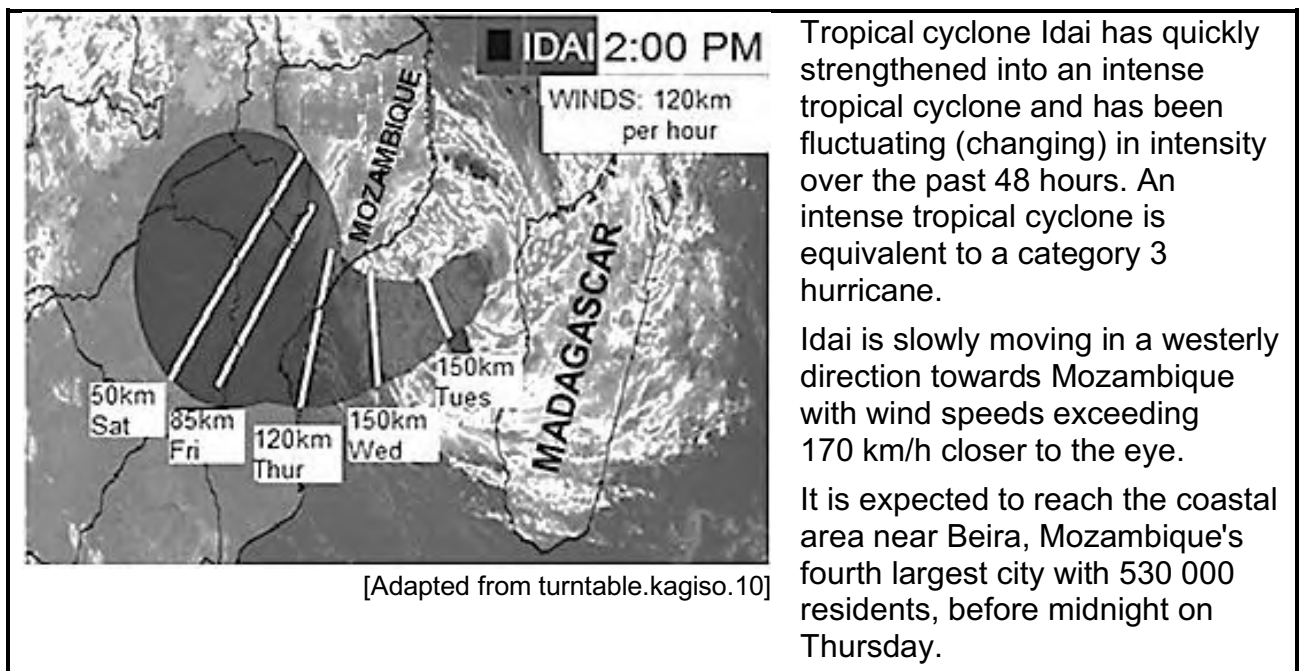 IDAI 2:00 PM
WINDS: 120km
per hour
MOZAMBIQUE
MADAGASCAR
150km
Tues
150km
Wed
120km
Thur
85km
Fri
50km
Sat
[Adapted from turntable.kagiso.10]
Tropical cyclone Idai has quickly
strengthened into an intense
tropical cyclone and has been
fluctuating (changing) in intensity
over the past 48 hours. An
intense tropical cyclone is
equivalent to a category 3
hurricane.
Idai is slowly moving in a westerly
direction towards Mozambique
with wind speeds exceeding
170 km/h closer to the eye.
It is expected to reach the coastal
area near Beira, Mozambique's
fourth largest city with 530 000
residents, before midnight on
Thursday.